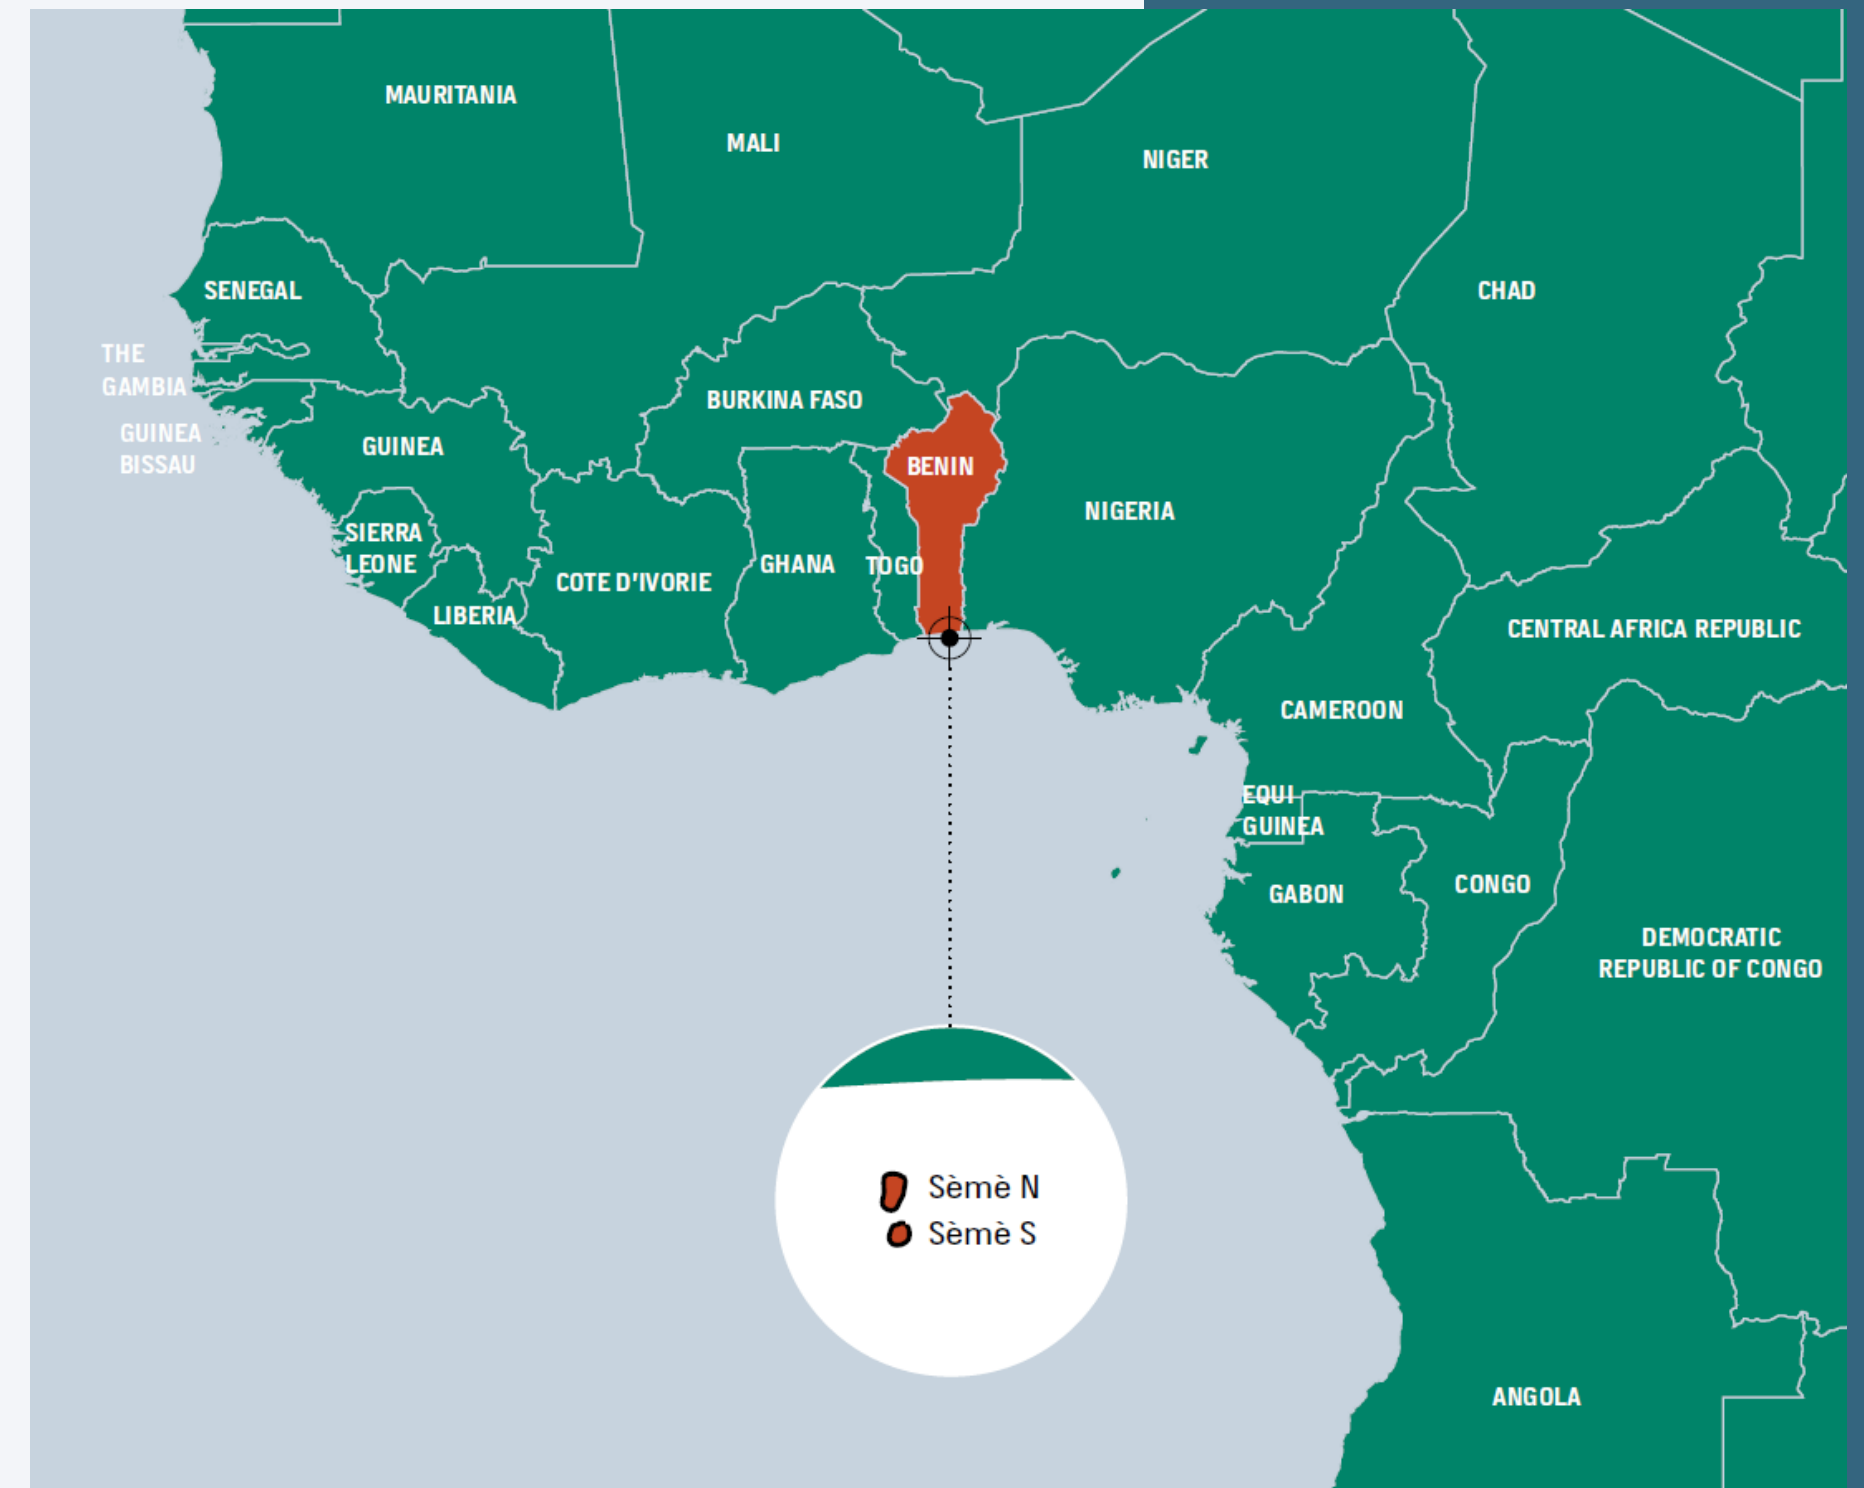 MAURITANIA
MALI
NIGER
CHAD
SENEGAL
THE
GAMBIA
GUINEA
BISSAU
GUINEA
BURKINA FASO
BENIN
NIGERIA
SIERRA
LEONE
LIBERIA
COTE D'IVORIE
GHANA
TOGO
CENTRAL AFRICA REPUBLIC
CAMEROON
EQUI
GUINEA
GABON
CONGO
DEMOCRATIC
REPUBLIC OF CONGO
Sèmè N
Sèmè S
ANGOLA